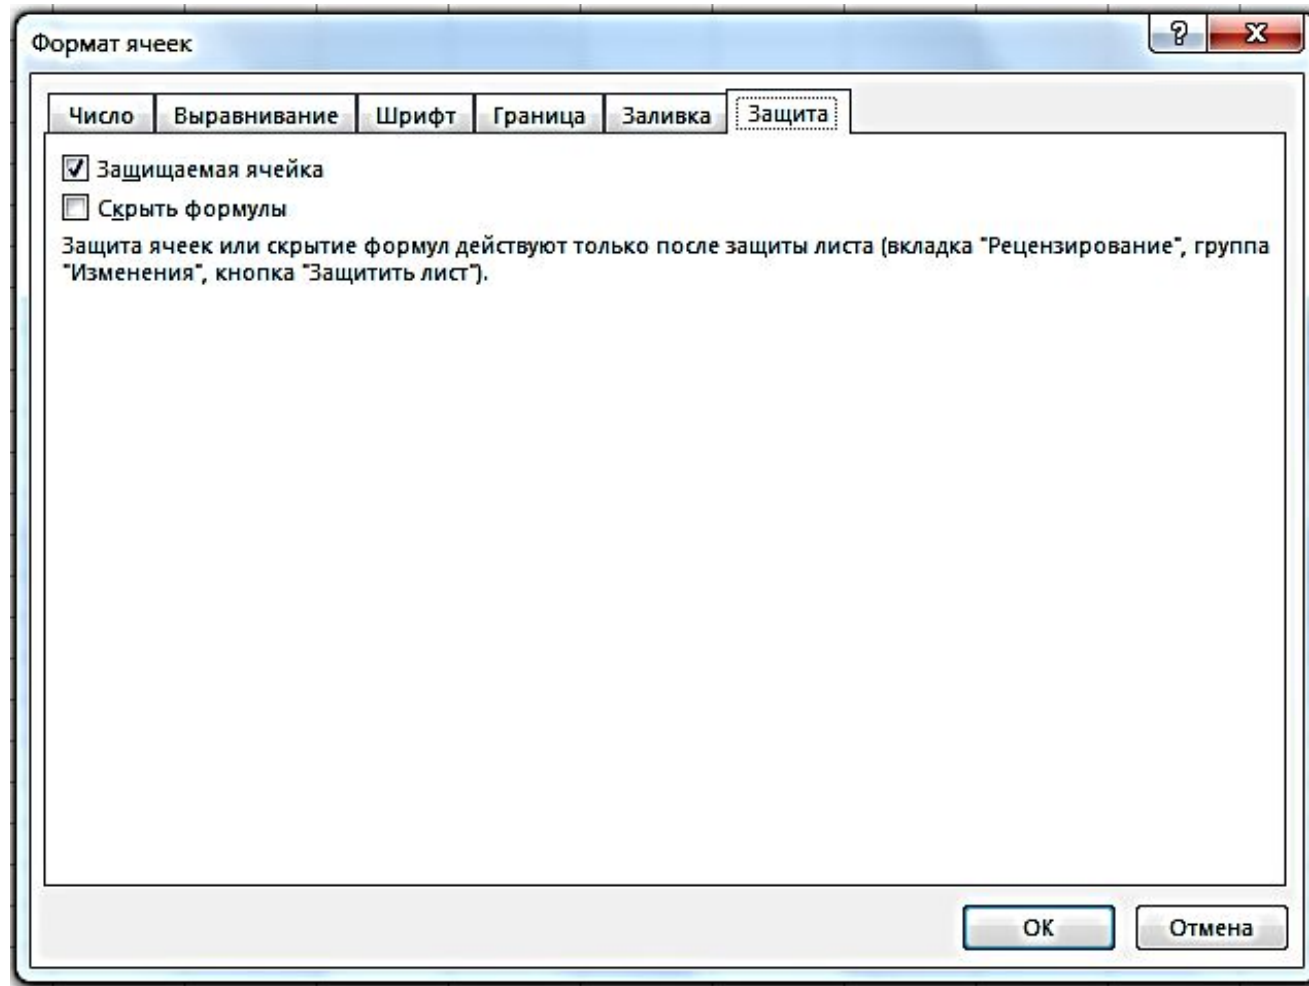 Формат ячеек
Число Выравнивание Шрифт Граница Заливка Защита
Защищаемая ячейка
Скрыть формулы
Защита ячеек или скрытие формул действуют только после защиты листа (вкладка "Рецензирование", группа
"Изменения", кнопка "Защитить лист").
ОК Отмена